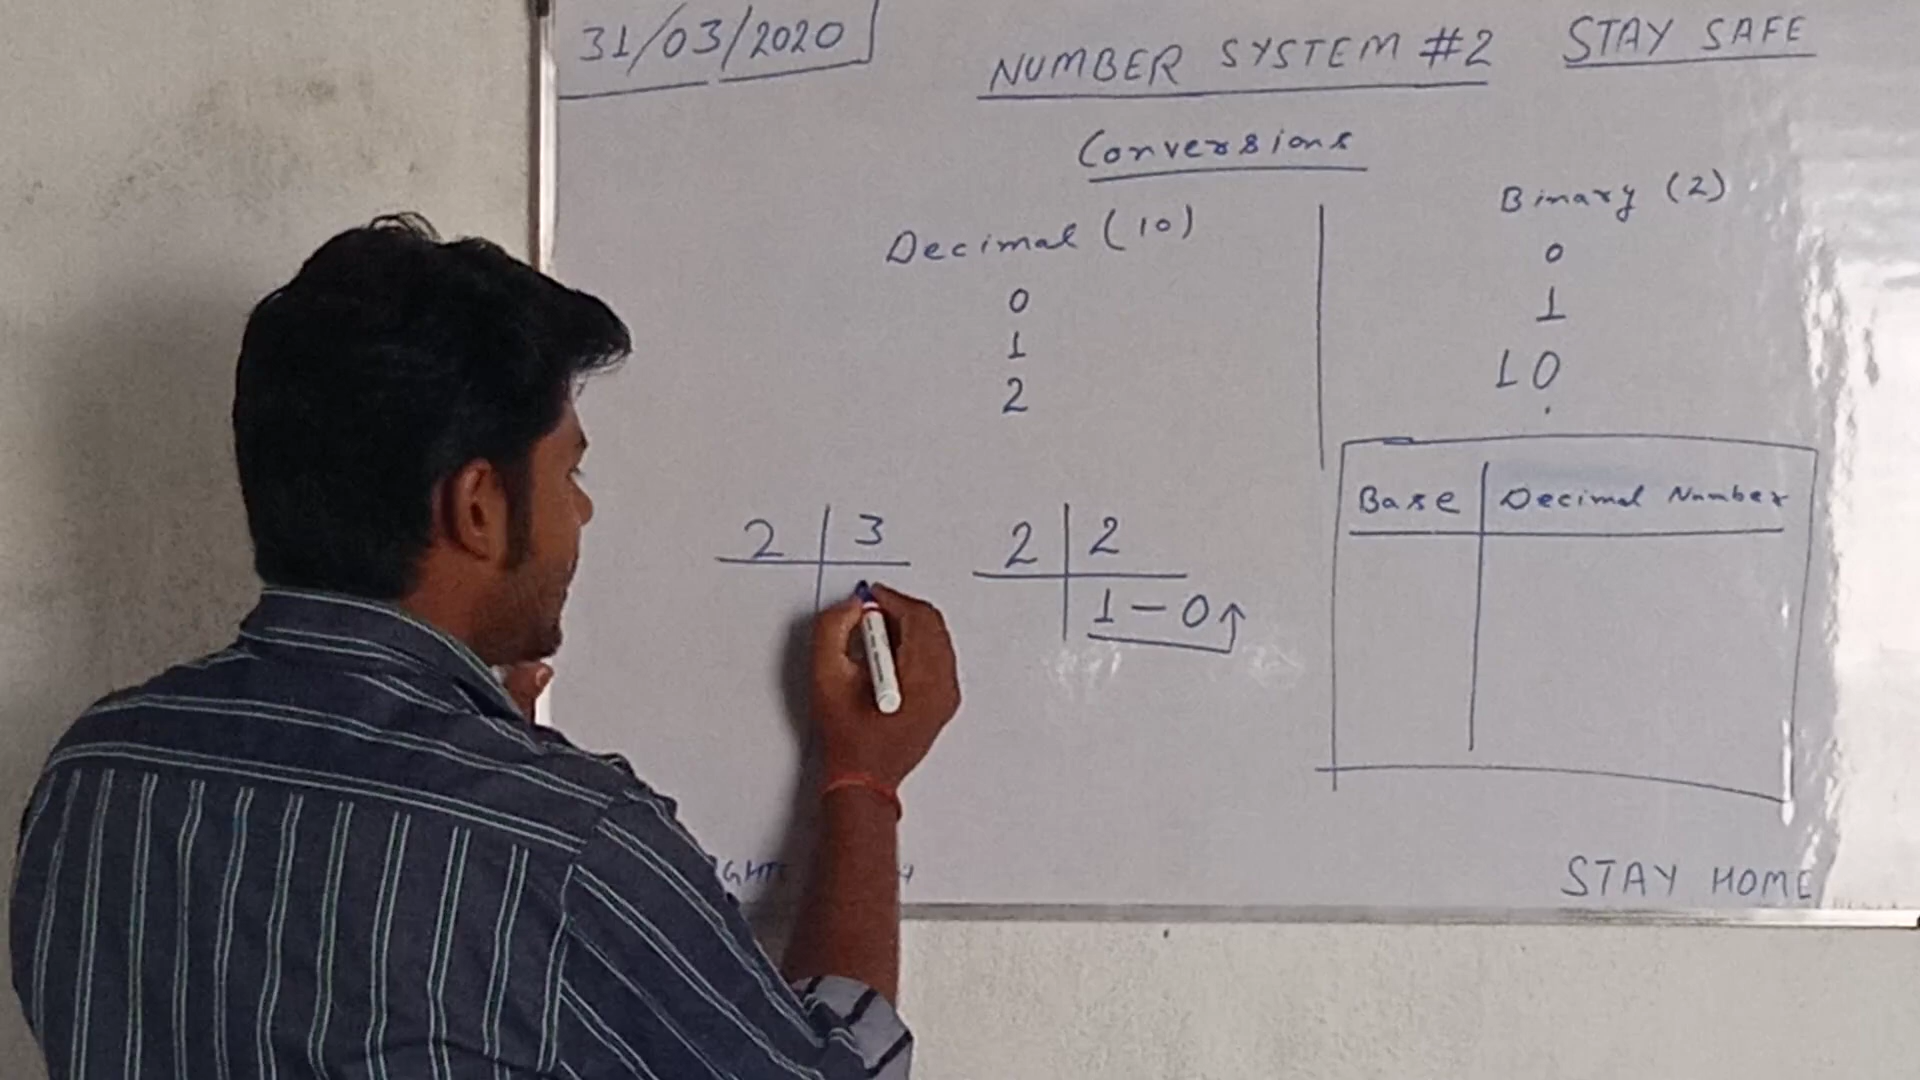 31/03/2020
NUMBER SYSTEM #2
STAY SAFE
Conversions
Decimal (10)
0
1
2
Binary (2)
0
1
10
2 3
2 2
1 - 0 ↑
Base Decimal Number
STAY HOME